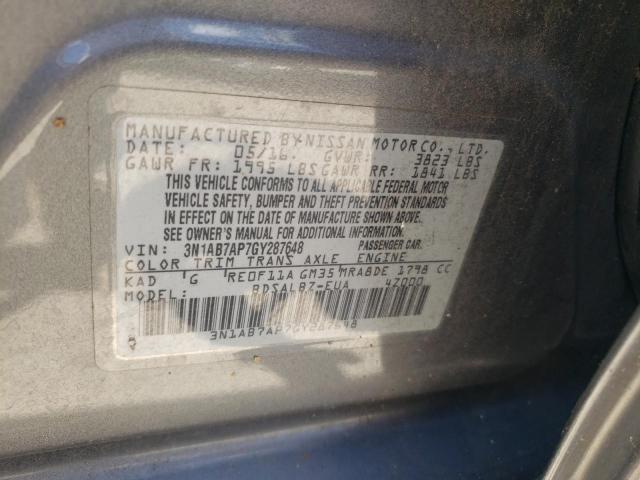 MANUFACTURED BY NISSAN MOTOR CO., LTD.
DATE: 05/16 GVWR: 3823 LBS
GAWR FR: 1995 LBS GAWR RR: 1841 LBS
THIS VEHICLE CONFORMS TO ALL APPLICABLE FEDERAL MOTOR
VEHICLE SAFETY, BUMPER AND THEFT PREVENTION STANDARDS
IN EFFECT ON THE DATE OF MANUFACTURE SHOWN ABOVE.
SEE OWNER'S MANUAL FOR ADDITIONAL INFORMATION.
VIN: 3N1AB7AP7GY287648 PASSENGER CAR
COLOR TRIM TRANS AXLE ENGINE
KAD G RE0F11A GM35 MRA8DE 1798 CC
MODEL: BDSALBZ-EUA 4Z000
3N1AB7AP7GY287648